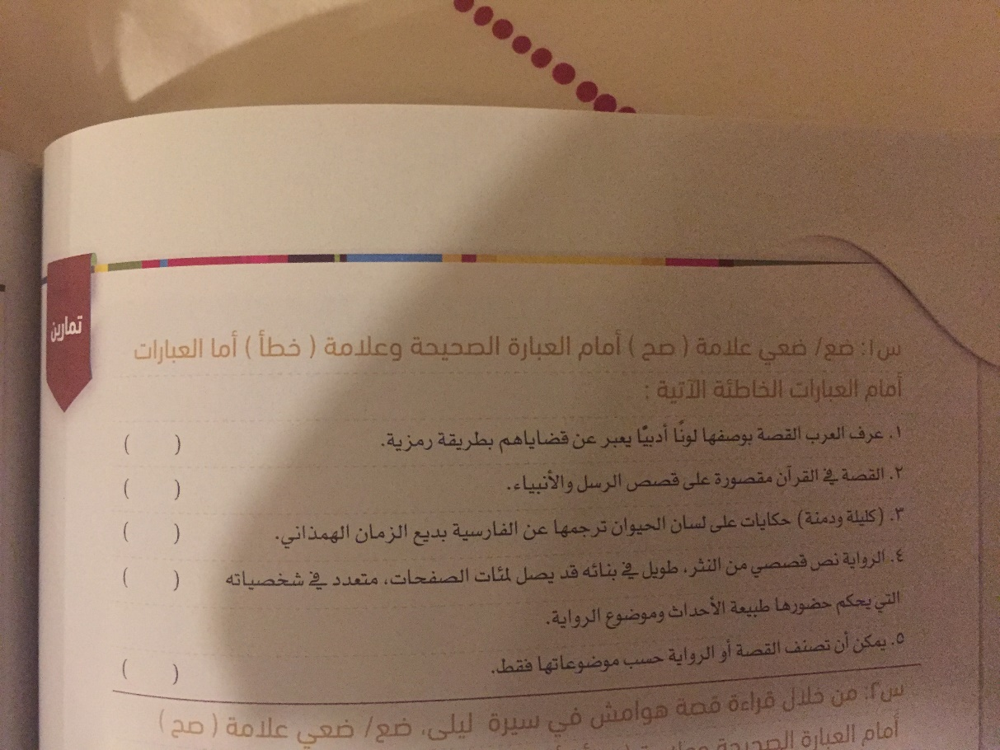 تمارين
س١: ضع/ ضعي علامة ( صح ) أمام العبارة الصحيحة وعلامة ( خطأ ) أما العبارات
أمام العبارات الخاطئة الآتية :
١. عرف العرب القصة بوصفها لونًا أدبيًا يعبر عن قضاياهم بطريقة رمزية. ( )
٢. القصة في القرآن مقصورة على قصص الرسل والأنبياء. ( )
٣. (كليلة ودمنة) حكايات على لسان الحيوان ترجمها عن الفارسية بديع الزمان الهمذاني. ( )
٤. الرواية نص قصصي من النثر، طويل في بنائه قد يصل لمئات الصفحات، متعدد في شخصياته ( )
التي يحكم حضورها طبيعة الأحداث وموضوع الرواية.
٥. يمكن أن تصنف القصة أو الرواية حسب موضوعاتها فقط. ( )
س٢: من خلال قراءة قصة هوامش في سيرة ليلى، ضع/ ضعي علامة ( صح )
أمام العبارة الصحيحة